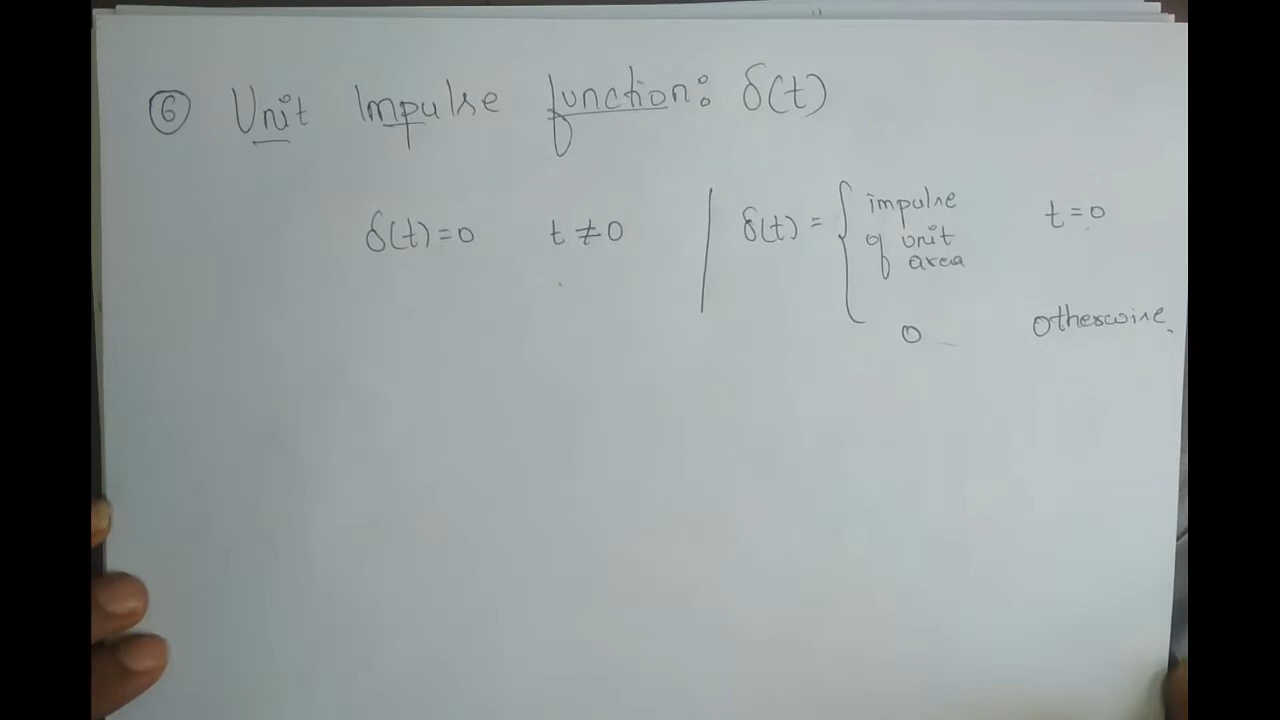 ⑥ Unit Impulse function: δ(t)
δ(t)=0 t≠0 | δ(t) = { impulse of unit area t=0
0 otherwise.